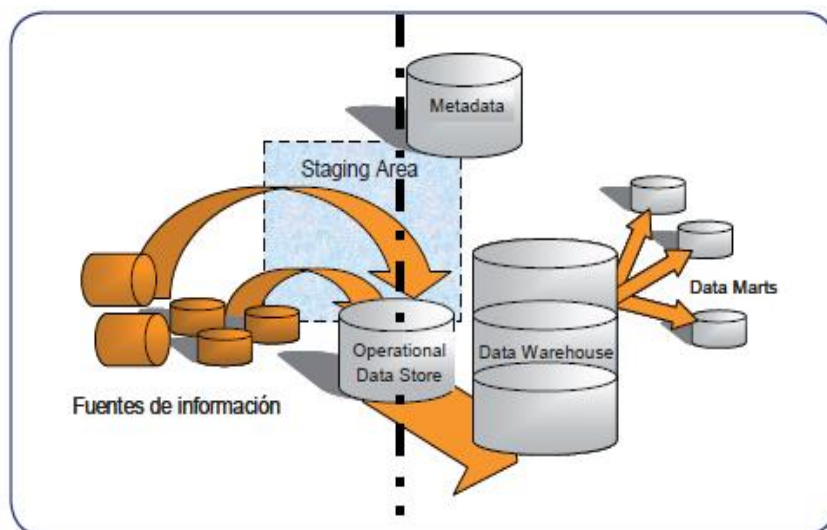 Metadata
Staging Area
Operational
Data Store
Data Warehouse
Data Marts
Fuentes de información